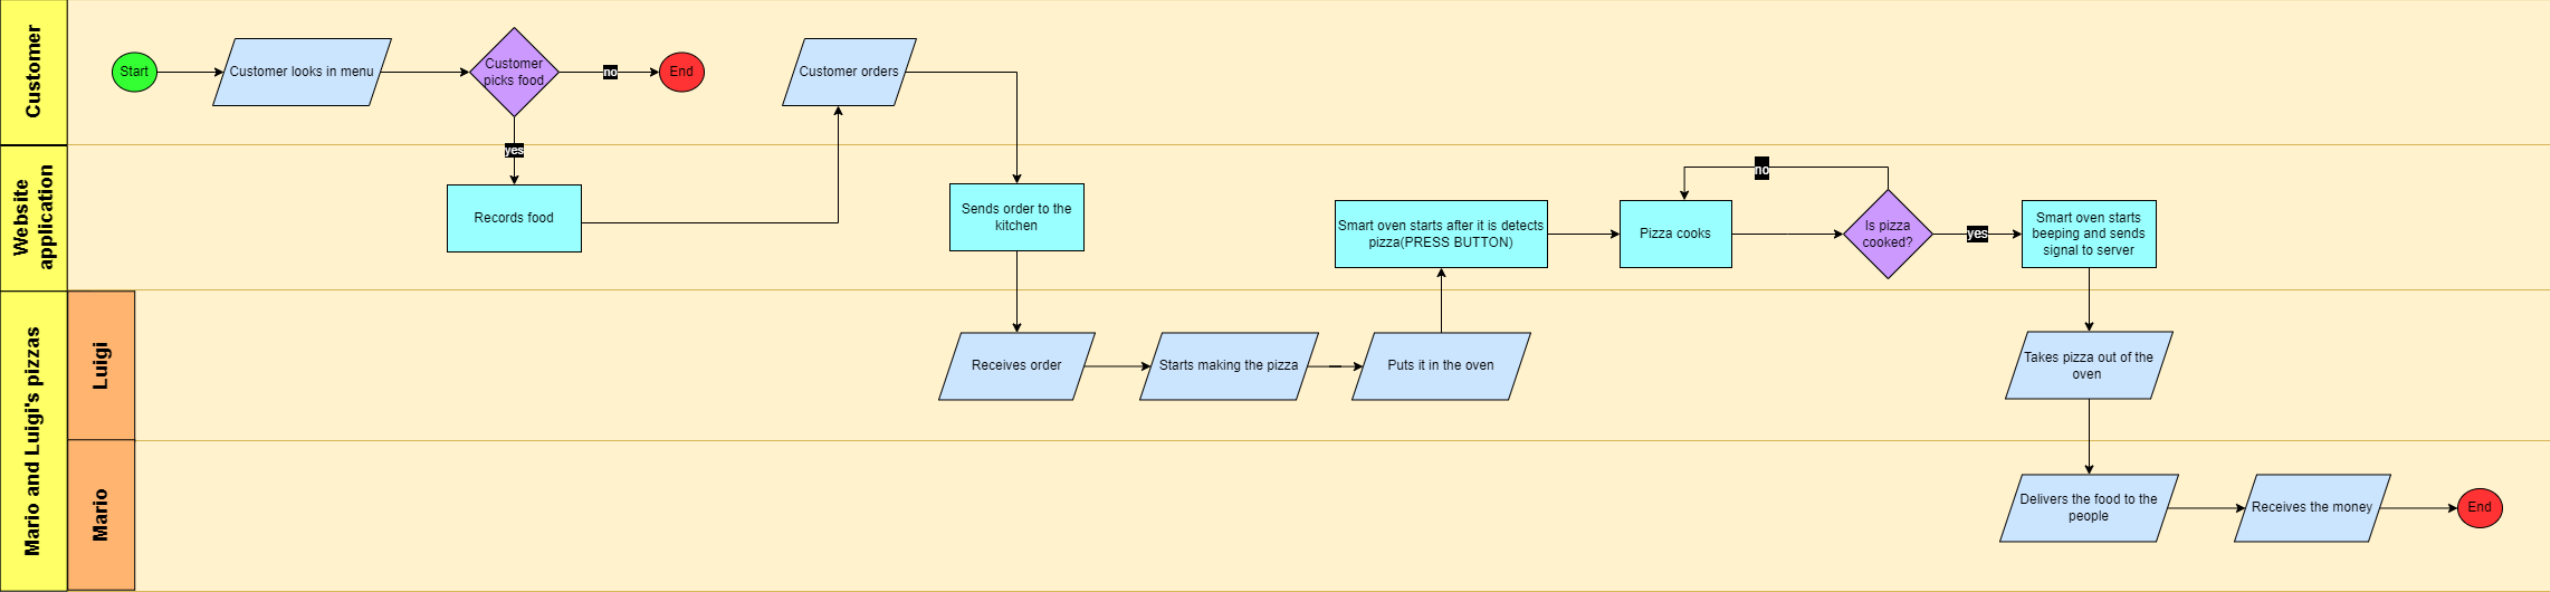 Customer
Start
Customer looks in menu
Customer
picks food
no
End
Customer orders
yes
Website
application
Records food
Sends order to the
kitchen
Smart oven starts after it is detects
pizza(PRESS BUTTON)
Pizza cooks
no
Is pizza
cooked?
yes
Smart oven starts
beeping and sends
signal to server
Mario and Luigi's pizzas
Luigi
Receives order
Starts making the pizza
Puts it in the oven
Takes pizza out of the
oven
Mario
Delivers the food to the
people
Receives the money
End